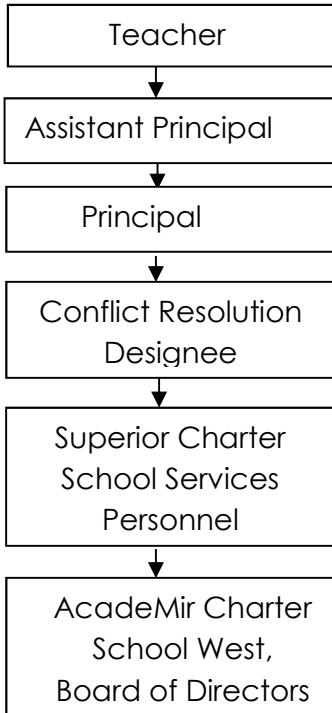 Teacher
Assistant Principal
Principal
Conflict Resolution
Designee
Superior Charter
School Services
Personnel
AcadeMir Charter
School West,
Board of Directors